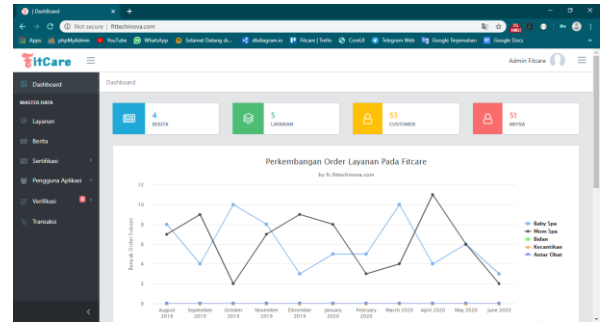 | Dashboard
Not secure | fittechinova.com
Apps phpMyAdmin YouTube WhatsApp Selamat Datang di... dbdiagram.io Fitcare | Trello ContUI Telegram Web Google Terjemahan Google Docs
FitCare
Admin Fitcare
Dashboard
MASTER DATA
Layanan
Berita
Sertifikasi
Pengguna Aplikasi
Verifikasi
Transaksi
Dashboard
4
BERITA
5
LAYANAN
53
CUSTOMER
51
MITRA
Perkembangan Order Layanan Pada Fitcare
by fc.fittechinova.com
Banyak Order Sukses
12
10
8
6
4
2
0
August 2019 September 2019 October 2019 November 2019 December 2019 January 2020 February 2020 March 2020 April 2020 May 2020 June 2020
Baby Spa
Mom Spa
Bidan
Kecantikan
Antar Obat